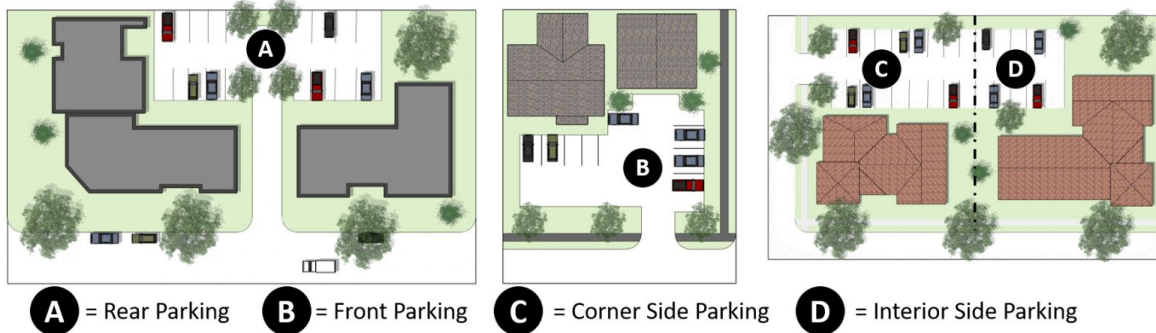 A
B
C
D
A = Rear Parking
B = Front Parking
C = Corner Side Parking
D = Interior Side Parking